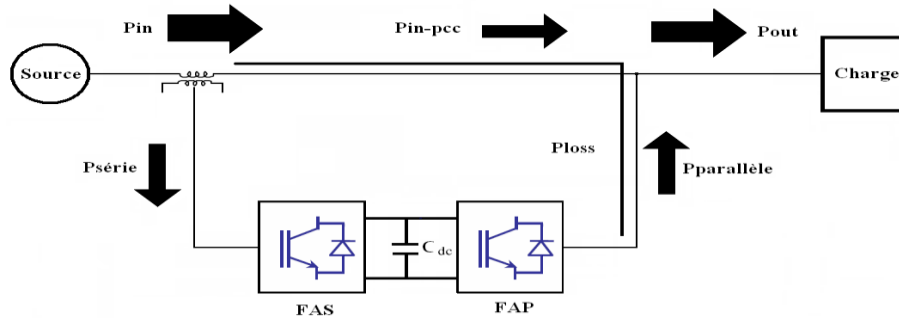 Pin
Pin-pcc
Pout
Source
Charge
Ploss
Psérie
Pparallèle
C dc
FAS
FAP